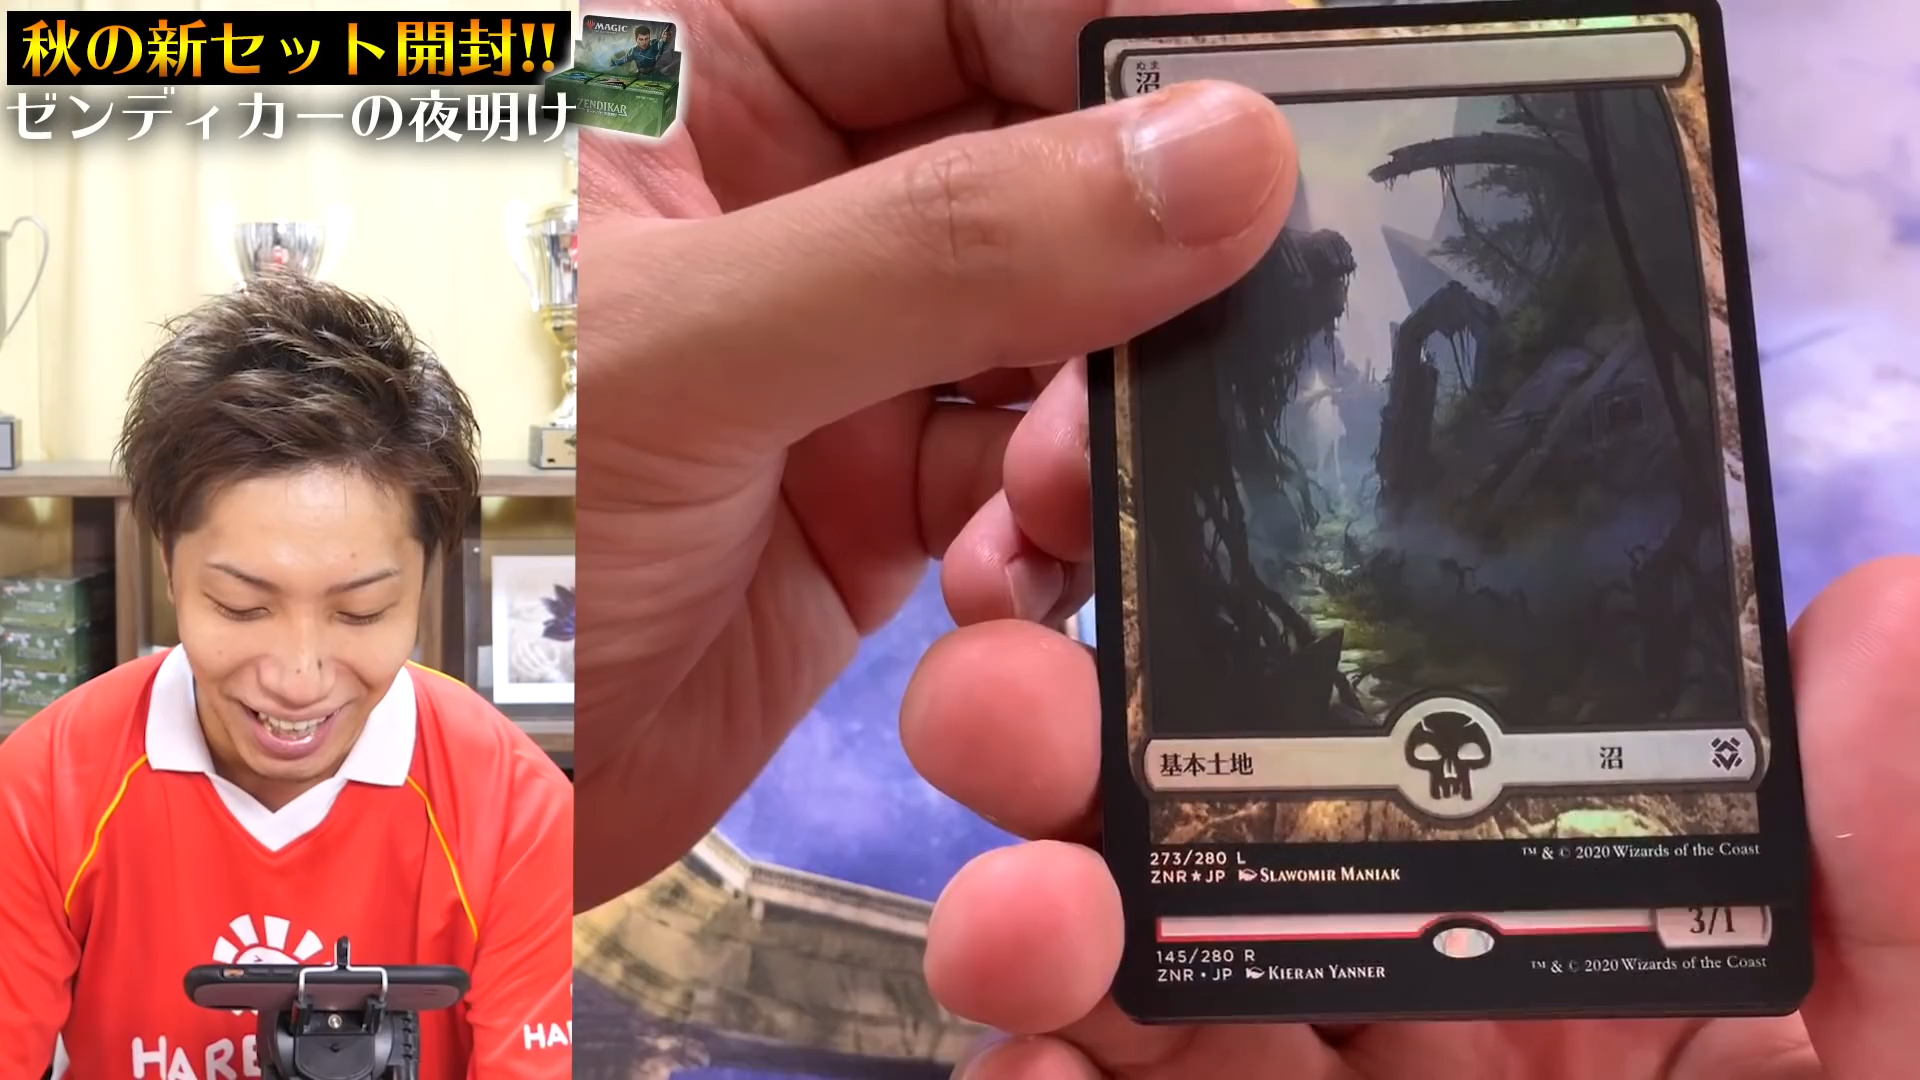 秋の新セット開封!!
ゼンディカーの夜明け
MAGIC
ZENDIKAR
ぬま
沼
基本土地
沼
273/280 L
ZNR★JP SLAWOMIR MANIAK
™ & © 2020 Wizards of the Coast
3/1
145/280 R
ZNR•JP KIERAN YANNER
™ & © 2020 Wizards of the Coast
HARE
HA